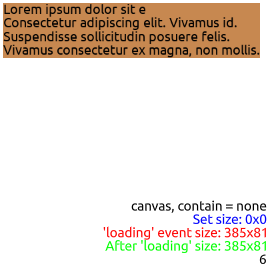 Lorem ipsum dolor sit e
Consectetur adipiscing elit. Vivamus id.
Suspendisse sollicitudin posuere felis.
Vivamus consectetur ex magna, non mollis.
canvas, contain = none
Set size: 0x0
'loading' event size: 385x81
After 'loading' size: 385x81
6